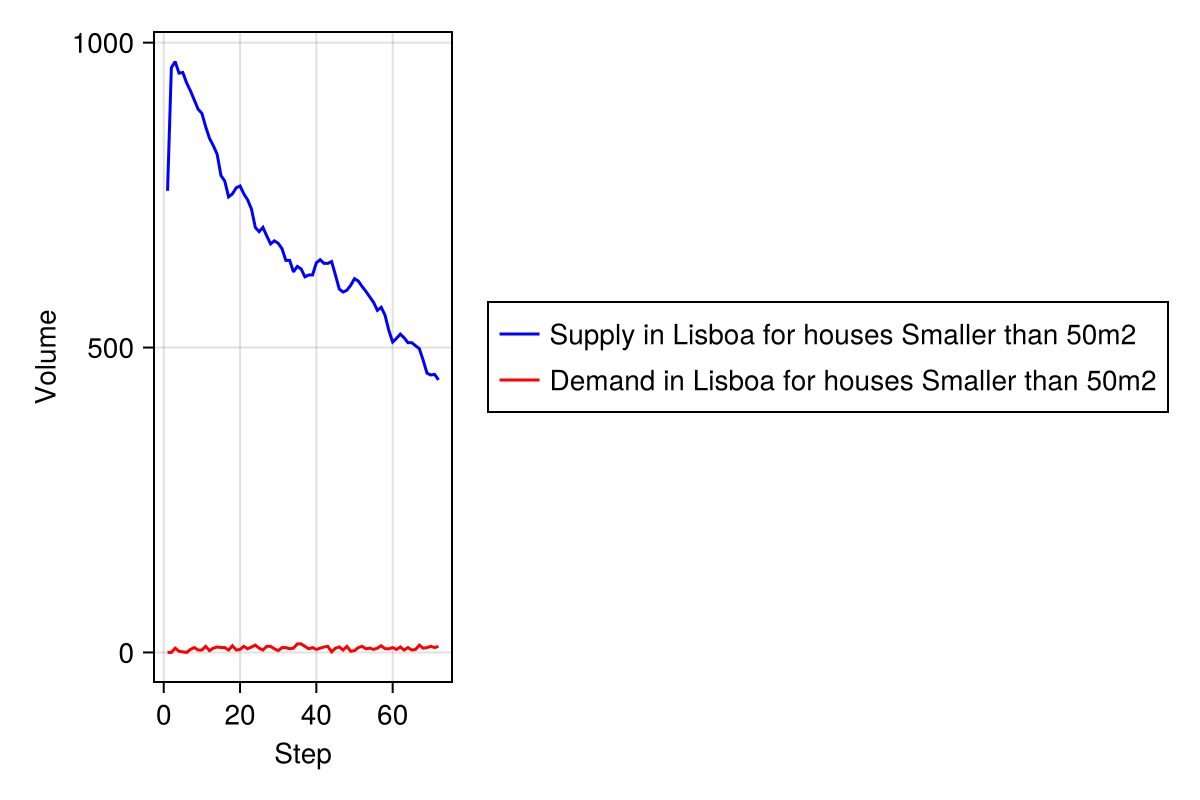 1000
500
0
Volume
0 20 40 60
Step
Supply in Lisboa for houses Smaller than 50m2
Demand in Lisboa for houses Smaller than 50m2